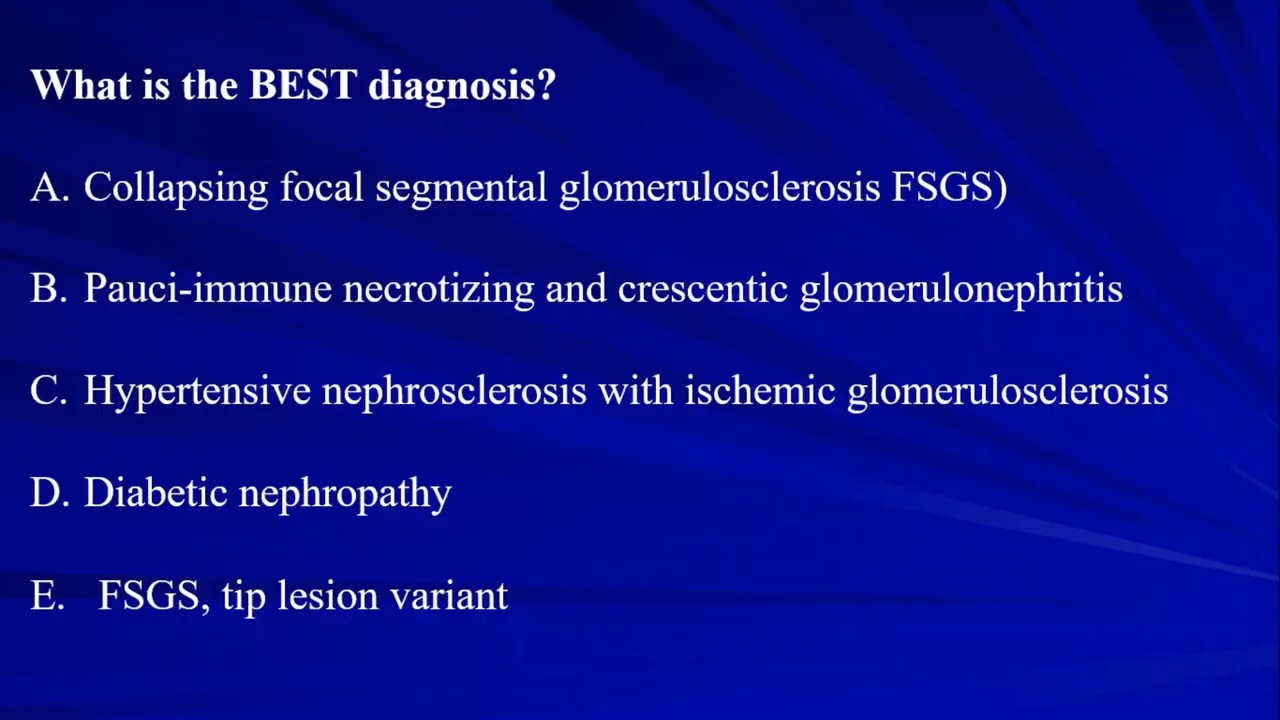 What is the BEST diagnosis?
A. Collapsing focal segmental glomerulosclerosis FSGS)
B. Pauci-immune necrotizing and crescentic glomerulonephritis
C. Hypertensive nephrosclerosis with ischemic glomerulosclerosis
D. Diabetic nephropathy
E. FSGS, tip lesion variant